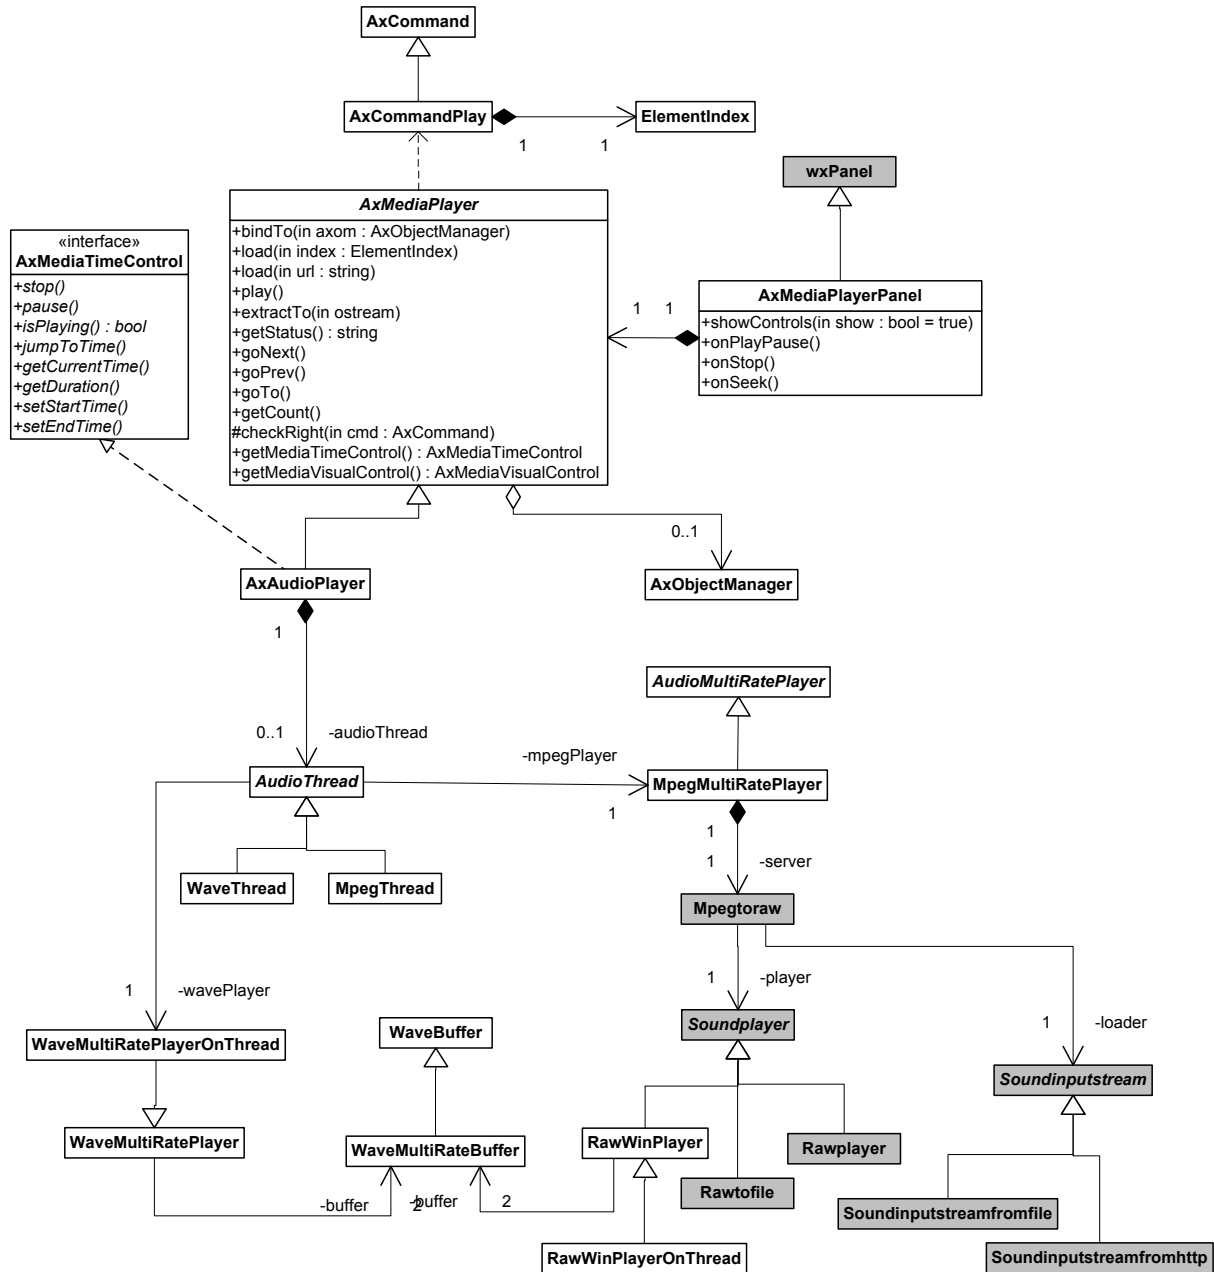 AxCommand
AxCommandPlay
ElementIndex
1
1
wxPanel
AxMediaPlayer
+bindTo(in axom : AxObjectManager)
+load(in index : ElementIndex)
+load(in url : string)
+play()
+extractTo(in ostream)
+getStatus() : string
+goNext()
+goPrev()
+goTo()
+getCount()
#checkRight(in cmd : AxCommand)
+getMediaTimeControl() : AxMediaTimeControl
+getMediaVisualControl() : AxMediaVisualControl
«interface»
AxMediaTimeControl
+stop()
+pause()
+isPlaying() : bool
+jumpToTime()
+getCurrentTime()
+getDuration()
+setStartTime()
+setEndTime()
AxMediaPlayerPanel
+showControls(in show : bool = true)
+onPlayPause()
+onStop()
+onSeek()
1
1
0..1
AxAudioPlayer
AxObjectManager
1
AudioMultiRatePlayer
0..1
-audioThread
-mpegPlayer
AudioThread
MpegMultiRatePlayer
1
1
1
-server
WaveThread
MpegThread
Mpegtoraw
1
-player
1
-wavePlayer
Soundplayer
1
-loader
WaveBuffer
WaveMultiRatePlayerOnThread
Soundinputstream
WaveMultiRatePlayer
WaveMultiRateBuffer
RawWinPlayer
Rawplayer
Rawtofile
-buffer
2
-buffer
2
Soundinputstreamfromfile
RawWinPlayerOnThread
Soundinputstreamfromhttp